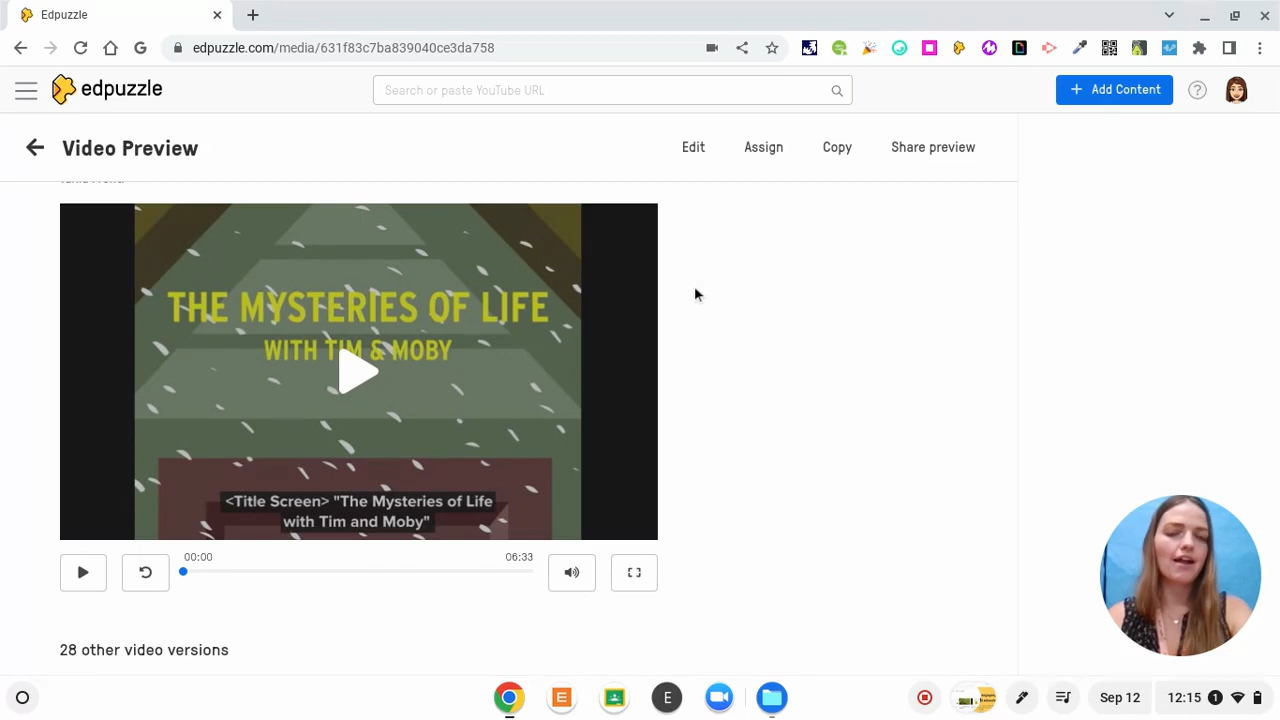 Edpuzzle
edpuzzle.com/media/631f83c7ba839040ce3da758
edpuzzle
Search or paste YouTube URL
+ Add Content
?
Video Preview
Edit
Assign
Copy
Share preview
THE MYSTERIES OF LIFE
WITH TIM & MOBY
<Title Screen> "The Mysteries of Life
with Tim and Moby"
00:00
06:33
28 other video versions
E
Sep 12
12:15
1